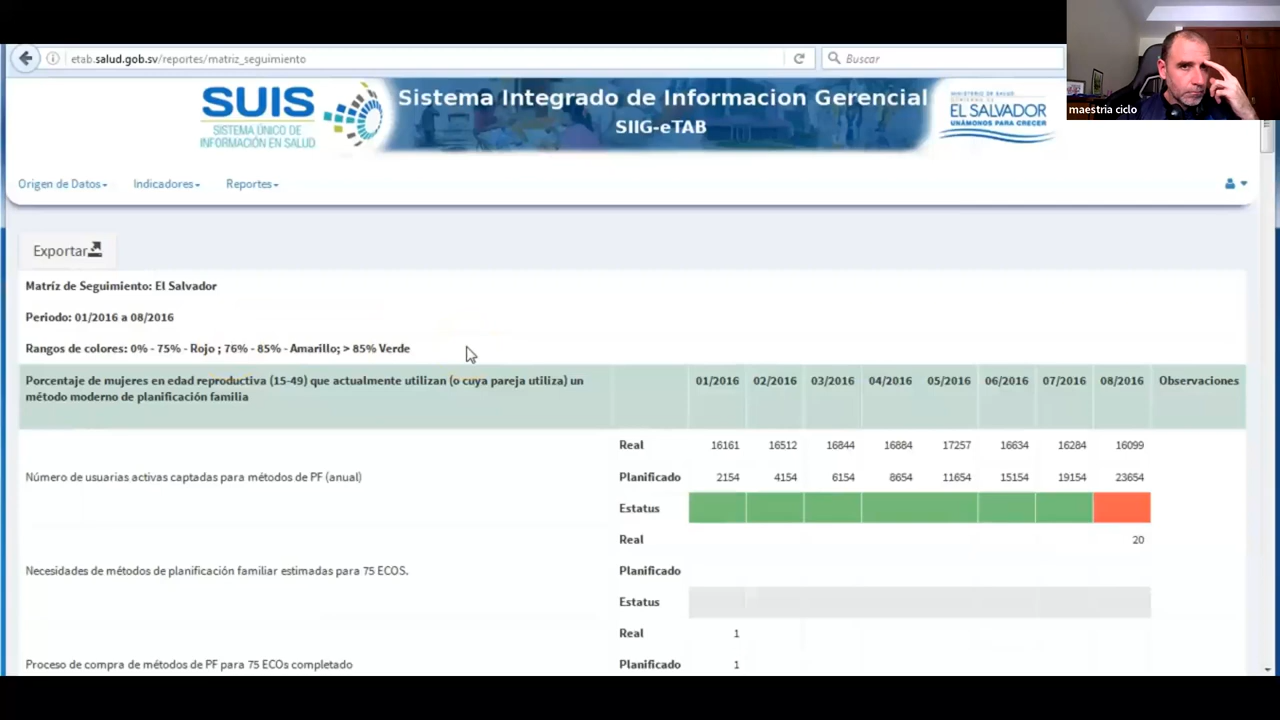 maestria ciclo
etab.salud.gob.sv/reportes/matriz_seguimiento
Buscar
SUIS
SISTEMA ÚNICO DE
INFORMACIÓN EN SALUD
Sistema Integrado de Informacion Gerencial
SIIG-eTAB
MINISTERIO DE SALUD
EL SALVADOR
UNÁMONOS PARA CRECER
Origen de Datos Indicadores Reportes
Exportar
Matríz de Seguimiento: El Salvador
Periodo: 01/2016 a 08/2016
Rangos de colores: 0% - 75% - Rojo ; 76% - 85% - Amarillo; > 85% Verde
Porcentaje de mujeres en edad reproductiva (15-49) que actualmente utilizan (o cuya pareja utiliza) un 01/2016 02/2016 03/2016 04/2016 05/2016 06/2016 07/2016 08/2016 Observaciones
método moderno de planificación familia
Real 16161 16512 16844 16884 17257 16634 16284 16099
Número de usuarias activas captadas para métodos de PF (anual) Planificado 2154 4154 6154 8654 11654 15154 19154 23654
Estatus
Real 20
Necesidades de métodos de planificación familiar estimadas para 75 ECOS. Planificado
Estatus
Real 1
Proceso de compra de métodos de PF para 75 ECOs completado Planificado 1